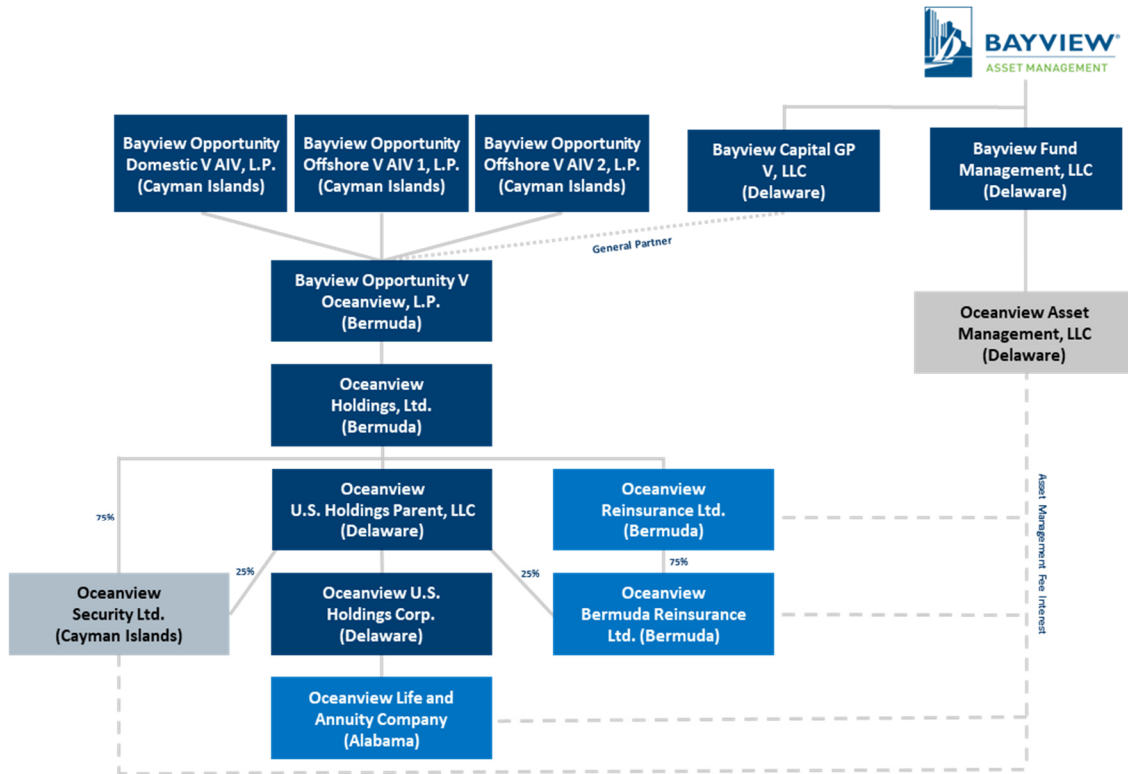 BAYVIEW®
ASSET MANAGEMENT
Bayview Opportunity
Domestic V AIV, L.P.
(Cayman Islands)
Bayview Opportunity
Offshore V AIV 1, L.P.
(Cayman Islands)
Bayview Opportunity
Offshore V AIV 2, L.P.
(Cayman Islands)
Bayview Capital GP
V, LLC
(Delaware)
Bayview Fund
Management, LLC
(Delaware)
General Partner
Bayview Opportunity V
Oceanview, L.P.
(Bermuda)
Oceanview Asset
Management, LLC
(Delaware)
Oceanview
Holdings, Ltd.
(Bermuda)
75%
Oceanview
U.S. Holdings Parent, LLC
(Delaware)
Oceanview
Reinsurance Ltd.
(Bermuda)
Asset Management Fee Interest
25%
25%
75%
Oceanview
Security Ltd.
(Cayman Islands)
Oceanview U.S.
Holdings Corp.
(Delaware)
Oceanview
Bermuda Reinsurance
Ltd. (Bermuda)
Oceanview Life and
Annuity Company
(Alabama)